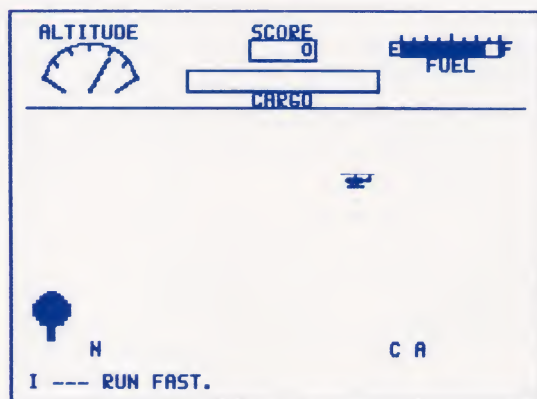 ALTITUDE
SCORE
0
E F
FUEL
CARGO
N C A
I --- RUN FAST.